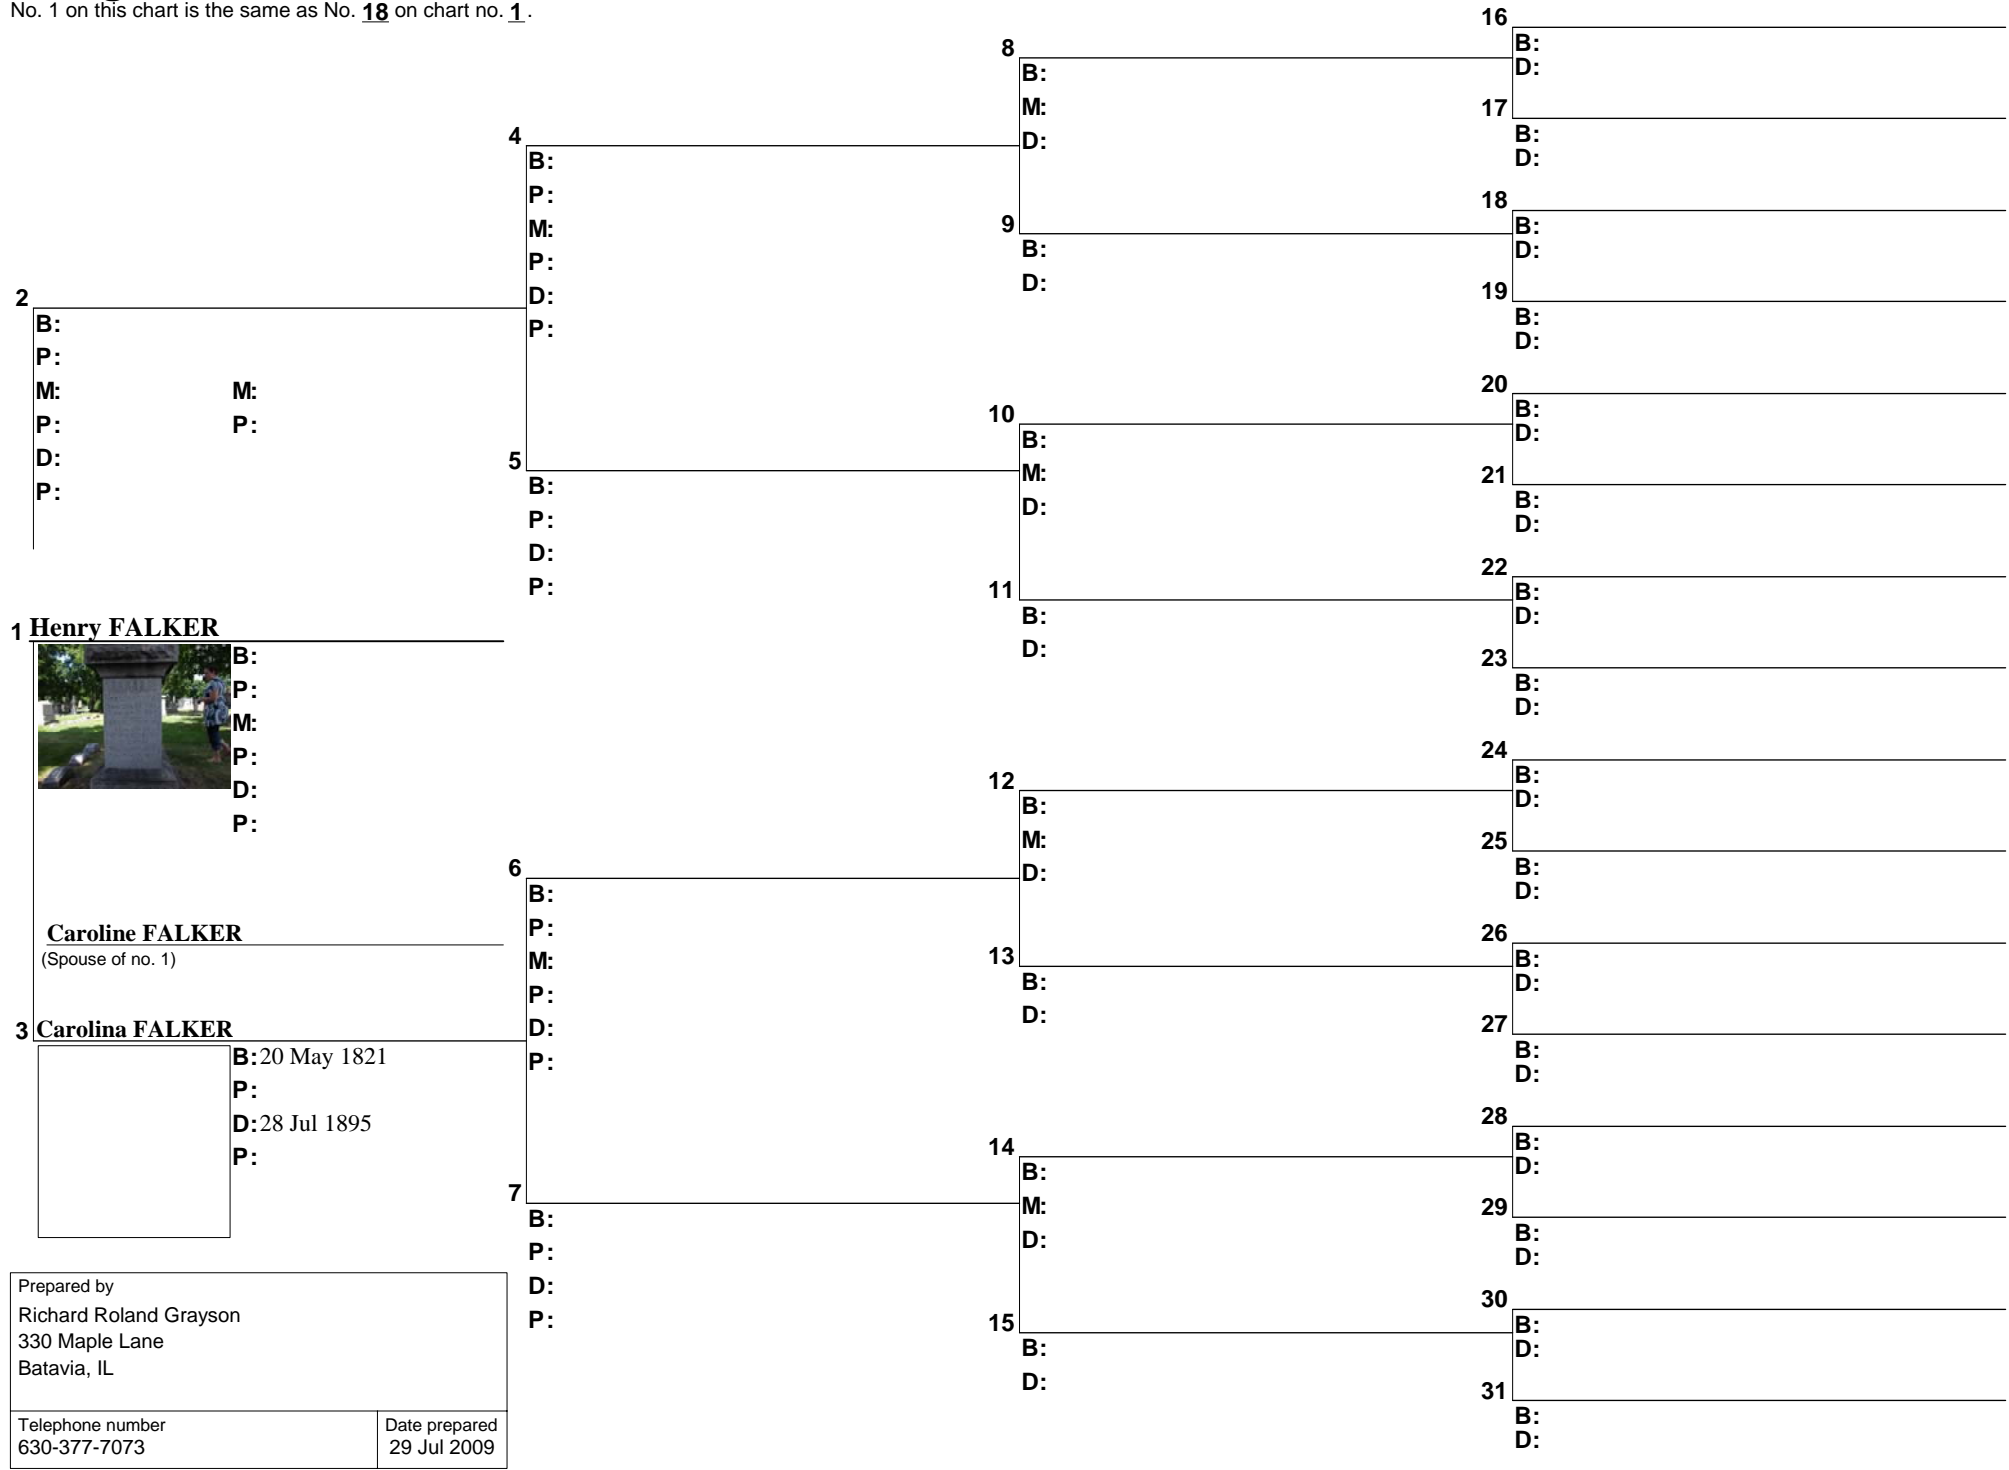 No. 1 on this chart is the same as No. 18 on chart no. 1.
2
B:
P:
M: M:
P: P:
D:
P:
1 Henry FALKER
B:
P:
M:
P:
D:
P:
Caroline FALKER
(Spouse of no. 1)
3 Carolina FALKER
B: 20 May 1821
P:
D: 28 Jul 1895
P:
Prepared by
Richard Roland Grayson
330 Maple Lane
Batavia, IL
Telephone number
630-377-7073
Date prepared
29 Jul 2009
4
B:
P:
M:
P:
D:
P:
5
B:
P:
D:
P:
6
B:
P:
M:
P:
D:
P:
7
B:
P:
D:
P:
8
B:
M:
D:
9
B:
D:
10
B:
M:
D:
11
B:
D:
12
B:
M:
D:
13
B:
D:
14
B:
M:
D:
15
B:
D:
16
B:
D:
17
B:
D:
18
B:
D:
19
B:
D:
20
B:
D:
21
B:
D:
22
B:
D:
23
B:
D:
24
B:
D:
25
B:
D:
26
B:
D:
27
B:
D:
28
B:
D:
29
B:
D:
30
B:
D:
31
B:
D: